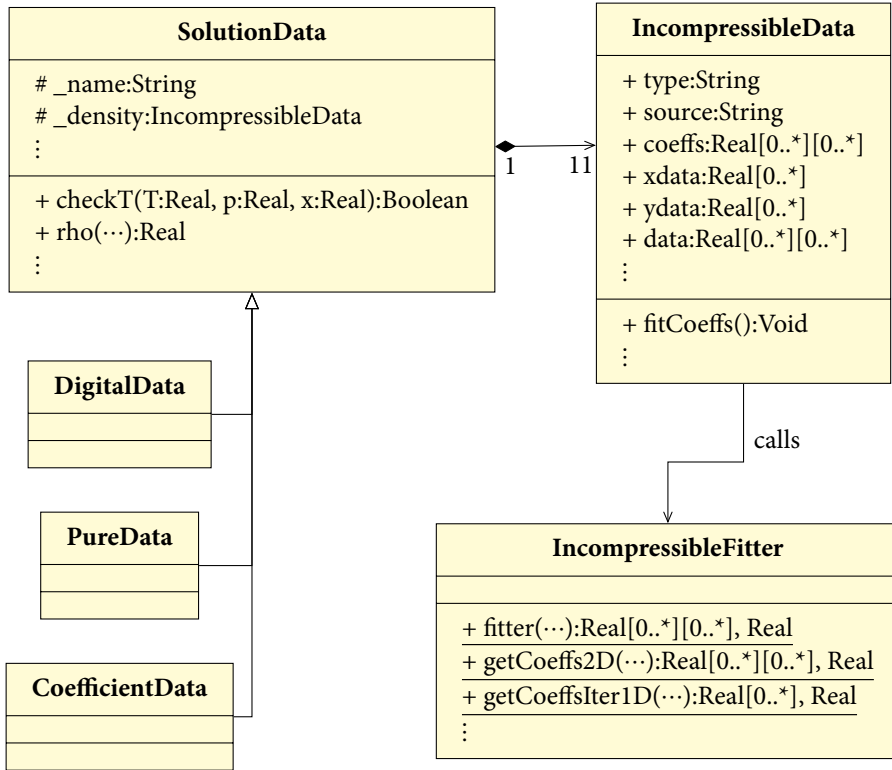 SolutionData
# _name:String
# _density:IncompressibleData
⋮
+ checkT(T:Real, p:Real, x:Real):Boolean
+ rho(⋯):Real
⋮
1
11
IncompressibleData
+ type:String
+ source:String
+ coeffs:Real[0..*][0..*]
+ xdata:Real[0..*]
+ ydata:Real[0..*]
+ data:Real[0..*][0..*]
⋮
+ fitCoeffs():Void
⋮
DigitalData
PureData
CoefficientData
calls
IncompressibleFitter
+ fitter(⋯):Real[0..*][0..*], Real
+ getCoeffs2D(⋯):Real[0..*][0..*], Real
+ getCoeffsIter1D(⋯):Real[0..*], Real
⋮